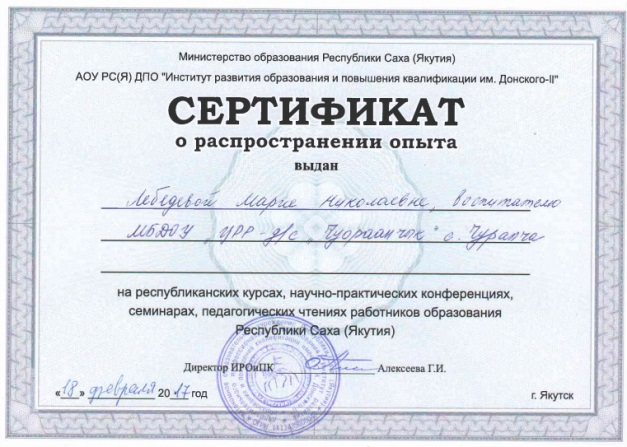 Министерство образования Республики Саха (Якутия)
АОУ РС(Я) ДПО "Институт развития образования и повышения квалификации им. Донского-II"
СЕРТИФИКАТ
о распространении опыта
выдан
Лебедевой Марие Николаевне, воспитателю
МБДОУ "ЦРР-д/с "Чуораанчык" с. Чурапча
на республиканских курсах, научно-практических конференциях,
семинарах, педагогических чтениях работников образования
Республики Саха (Якутия)
Директор ИРОиПК Алексеева Г.И.
«18» февраля 2017 год г. Якутск